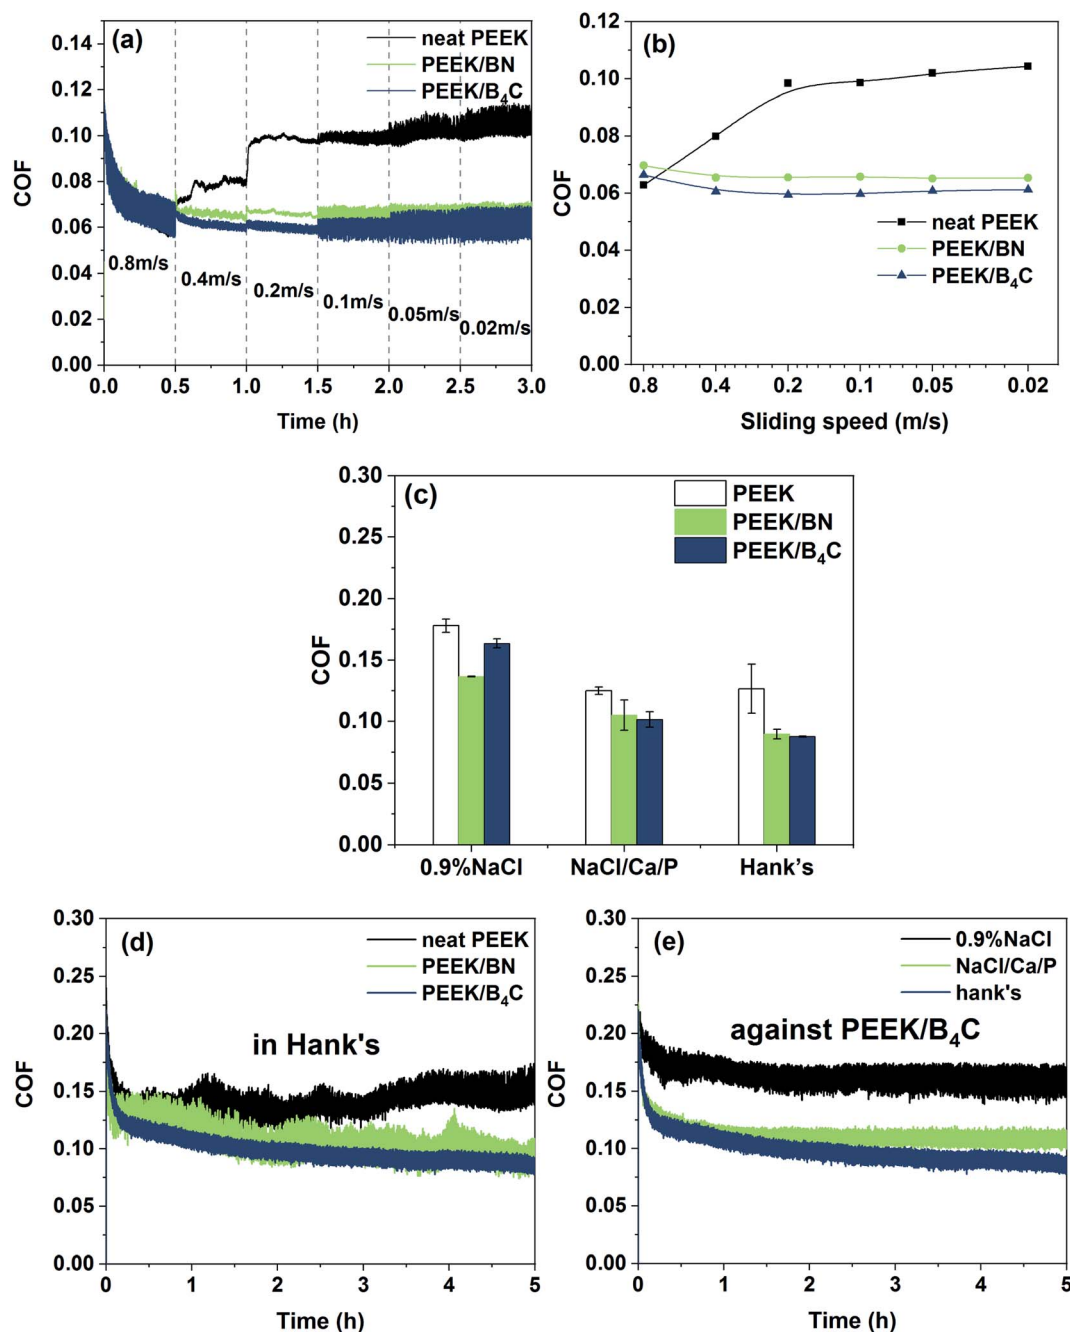 (a)
neat PEEK
PEEK/BN
PEEK/B₄C
COF
0.14
0.12
0.10
0.08
0.06
0.04
0.02
0.00
0.8m/s
0.4m/s
0.2m/s
0.1m/s
0.05m/s
0.02m/s
0.0 0.5 1.0 1.5 2.0 2.5 3.0
Time (h)
(b)
COF
0.12
0.10
0.08
0.06
0.04
0.02
0.00
neat PEEK
PEEK/BN
PEEK/B₄C
0.8 0.4 0.2 0.1 0.05 0.02
Sliding speed (m/s)
(c)
PEEK
PEEK/BN
PEEK/B₄C
COF
0.30
0.25
0.20
0.15
0.10
0.05
0.00
0.9%NaCl NaCl/Ca/P Hank's
(d)
neat PEEK
PEEK/BN
PEEK/B₄C
in Hank's
COF
0.30
0.25
0.20
0.15
0.10
0.05
0.00
0 1 2 3 4 5
Time (h)
(e)
0.9%NaCl
NaCl/Ca/P
hank's
against PEEK/B₄C
COF
0.30
0.25
0.20
0.15
0.10
0.05
0.00
0 1 2 3 4 5
Time (h)